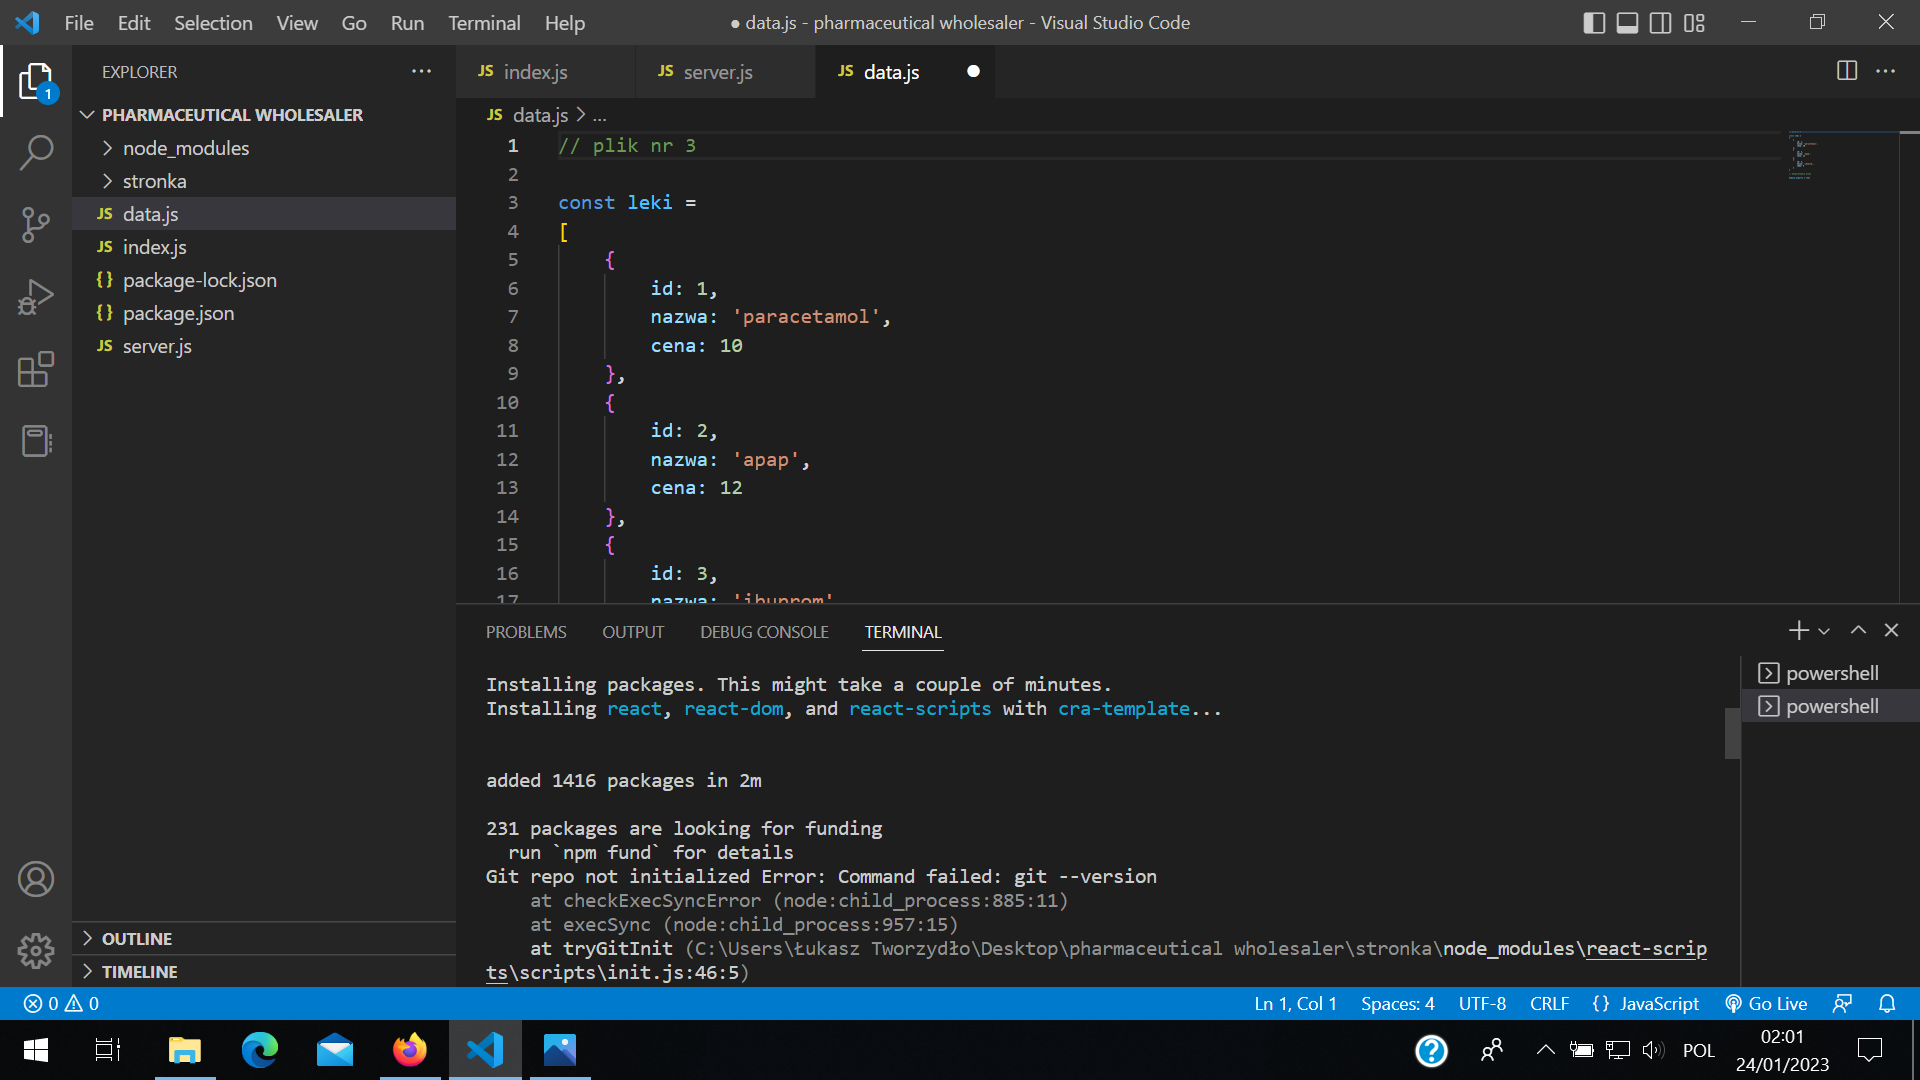 File Edit Selection View Go Run Terminal Help
● data.js - pharmaceutical wholesaler - Visual Studio Code
EXPLORER
JS index.js
JS server.js
JS data.js
1
PHARMACEUTICAL WHOLESALER
node_modules
stronka
JS data.js
JS index.js
{} package-lock.json
{} package.json
JS server.js
OUTLINE
TIMELINE
JS data.js > ...
1 // plik nr 3
2
3 const leki =
4 [
5 {
6 id: 1,
7 nazwa: 'paracetamol',
8 cena: 10
9 },
10 {
11 id: 2,
12 nazwa: 'apap',
13 cena: 12
14 },
15 {
16 id: 3,
17 nazwa: 'ibuprom'
PROBLEMS OUTPUT DEBUG CONSOLE TERMINAL
Installing packages. This might take a couple of minutes.
Installing react, react-dom, and react-scripts with cra-template...
added 1416 packages in 2m
231 packages are looking for funding
run `npm fund` for details
Git repo not initialized Error: Command failed: git --version
at checkExecSyncError (node:child_process:885:11)
at execSync (node:child_process:957:15)
at tryGitInit (C:\Users\Łukasz Tworzydło\Desktop\pharmaceutical wholesaler\stronka\node_modules\react-scrip
ts\scripts\init.js:46:5)
powershell
powershell
0 0
Ln 1, Col 1 Spaces: 4 UTF-8 CRLF {} JavaScript Go Live
POL
02:01
24/01/2023